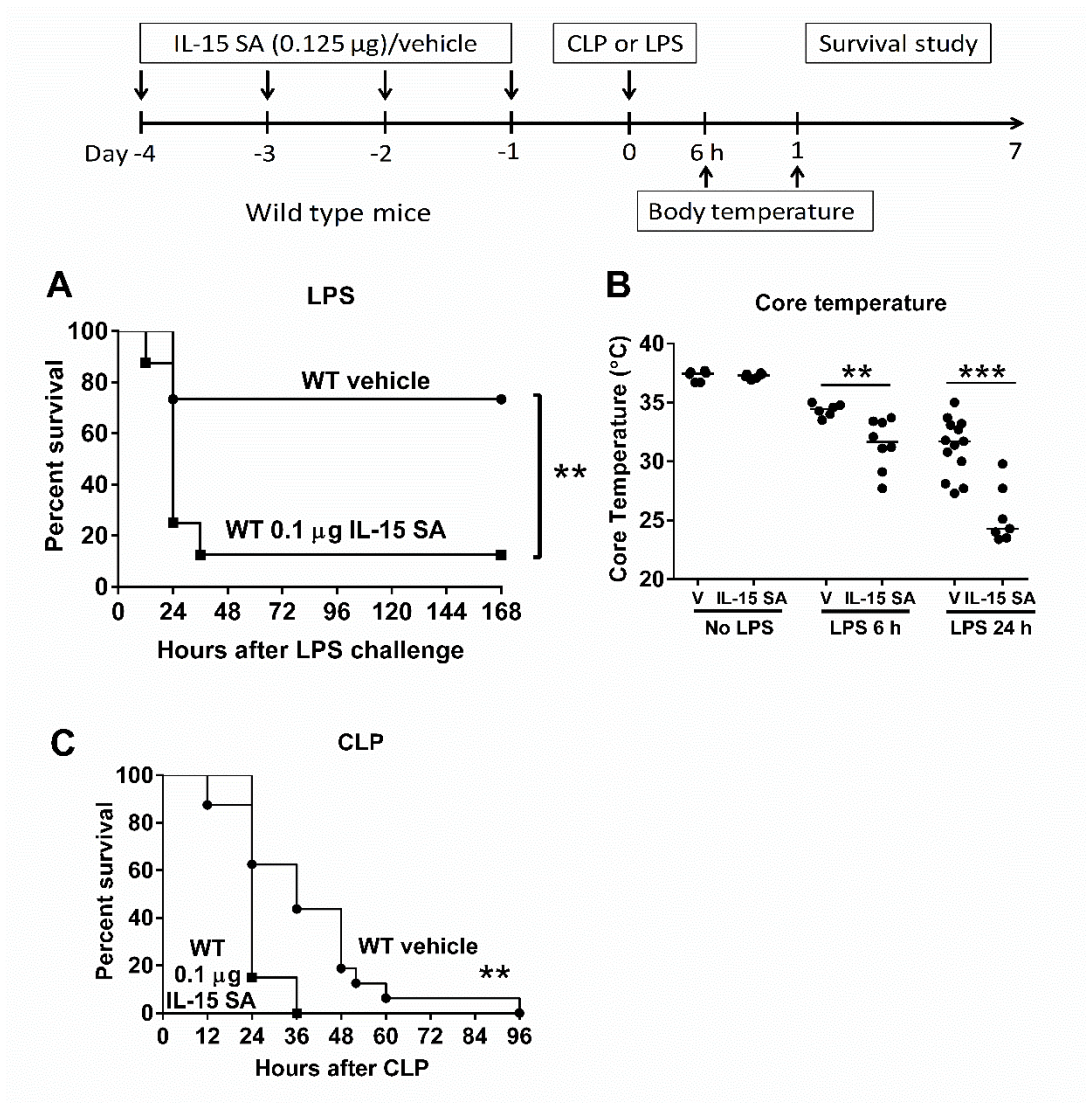 IL-15 SA (0.125 µg)/vehicle
CLP or LPS
Survival study
Day -4
-3
-2
-1
0
6 h
1
7
Wild type mice
Body temperature
A
LPS
Percent survival
100
80
60
40
20
0
WT vehicle
WT 0.1 µg IL-15 SA
**
0 24 48 72 96 120 144 168
Hours after LPS challenge
B
Core temperature
Core Temperature (°C)
40
35
30
25
20
**
***
V IL-15 SA V IL-15 SA V IL-15 SA
No LPS LPS 6 h LPS 24 h
C
CLP
Percent survival
100
80
60
40
20
0
WT
0.1 µg
IL-15 SA
WT vehicle
**
0 12 24 36 48 60 72 84 96
Hours after CLP